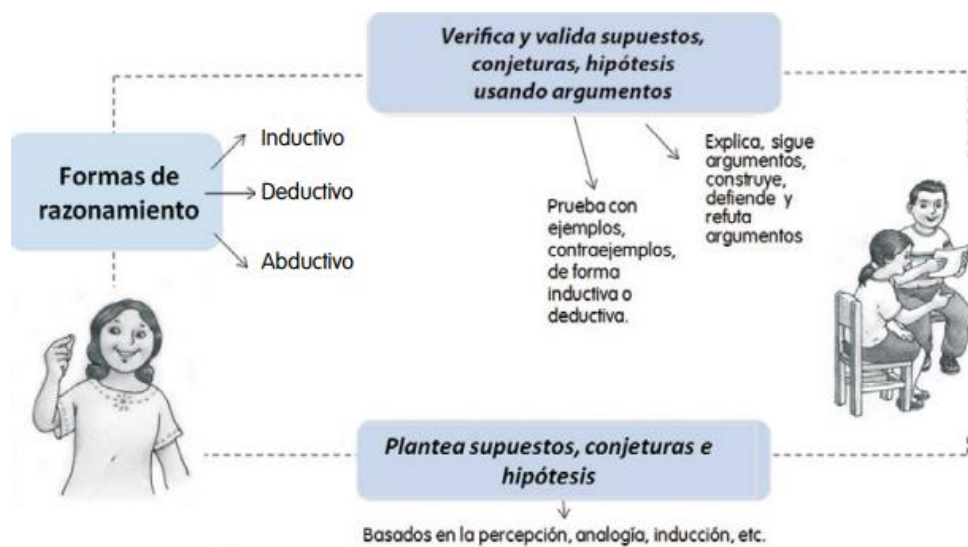 Verifica y valida supuestos,
conjeturas, hipótesis
usando argumentos
Formas de
razonamiento
Inductivo
Deductivo
Abductivo
Prueba con
ejemplos,
contraejemplos,
de forma
inductiva o
deductiva.
Explica, sigue
argumentos,
construye,
defiende y
refuta
argumentos
Plantea supuestos, conjeturas e
hipótesis
Basados en la percepción, analogía, inducción, etc.